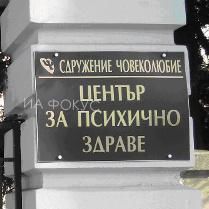 СДРУЖЕНИЕ ЧОВЕКОЛЮБИЕ
ЦЕНТЪР
ИА ФОКУС
ЗА ПСИХИЧНО
ЗДРАВЕ